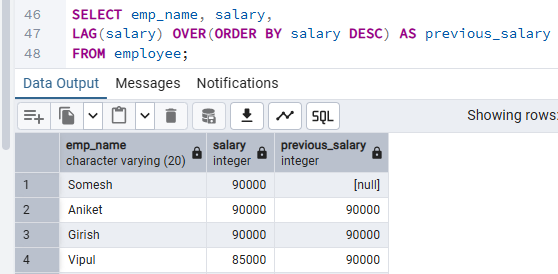 46 SELECT emp_name, salary,
47 LAG(salary) OVER(ORDER BY salary DESC) AS previous_salary
48 FROM employee;
Data Output Messages Notifications
SQL Showing rows:
emp_name salary previous_salary
character varying (20) integer integer
1 Somesh 90000 [null]
2 Aniket 90000 90000
3 Girish 90000 90000
4 Vipul 85000 90000